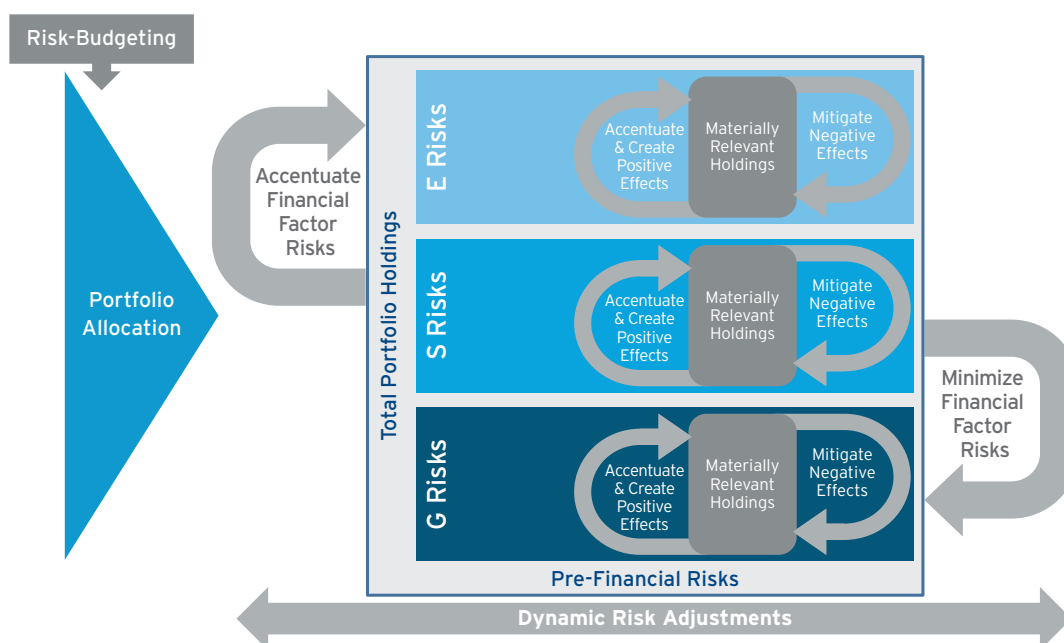 Risk-Budgeting
Portfolio
Allocation
Accentuate
Financial
Factor
Risks
Total Portfolio Holdings
E Risks
Accentuate
& Create
Positive
Effects
Materially
Relevant
Holdings
Mitigate
Negative
Effects
S Risks
Accentuate
& Create
Positive
Effects
Materially
Relevant
Holdings
Mitigate
Negative
Effects
G Risks
Accentuate
& Create
Positive
Effects
Materially
Relevant
Holdings
Mitigate
Negative
Effects
Pre-Financial Risks
Minimize
Financial
Factor
Risks
Dynamic Risk Adjustments